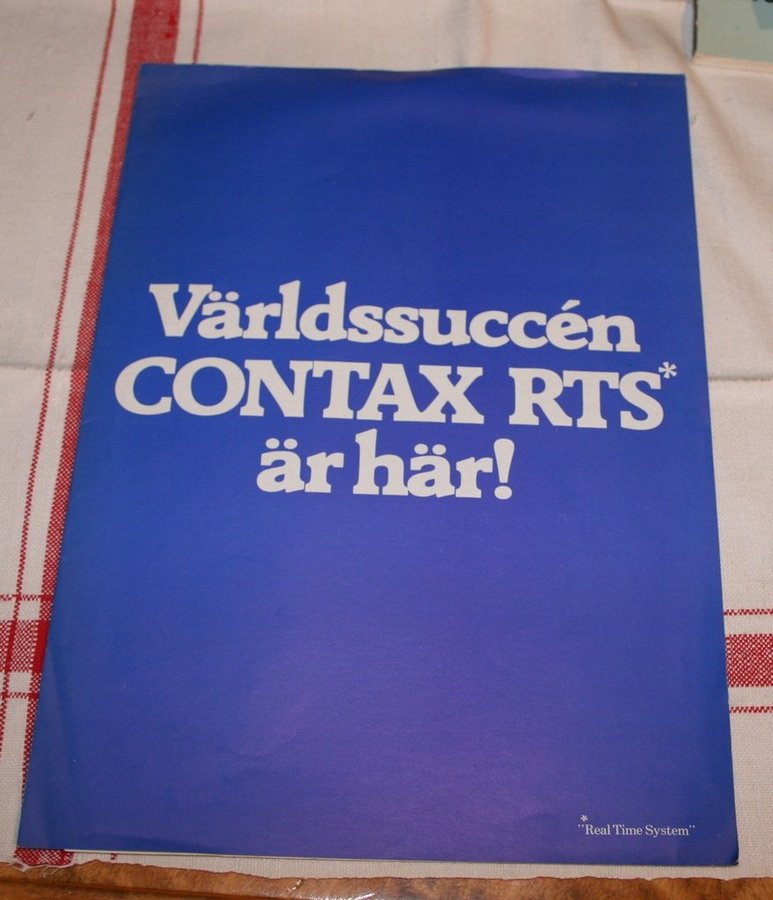 Världssuccén
CONTAX RTS*
är här!
*
"Real Time System"